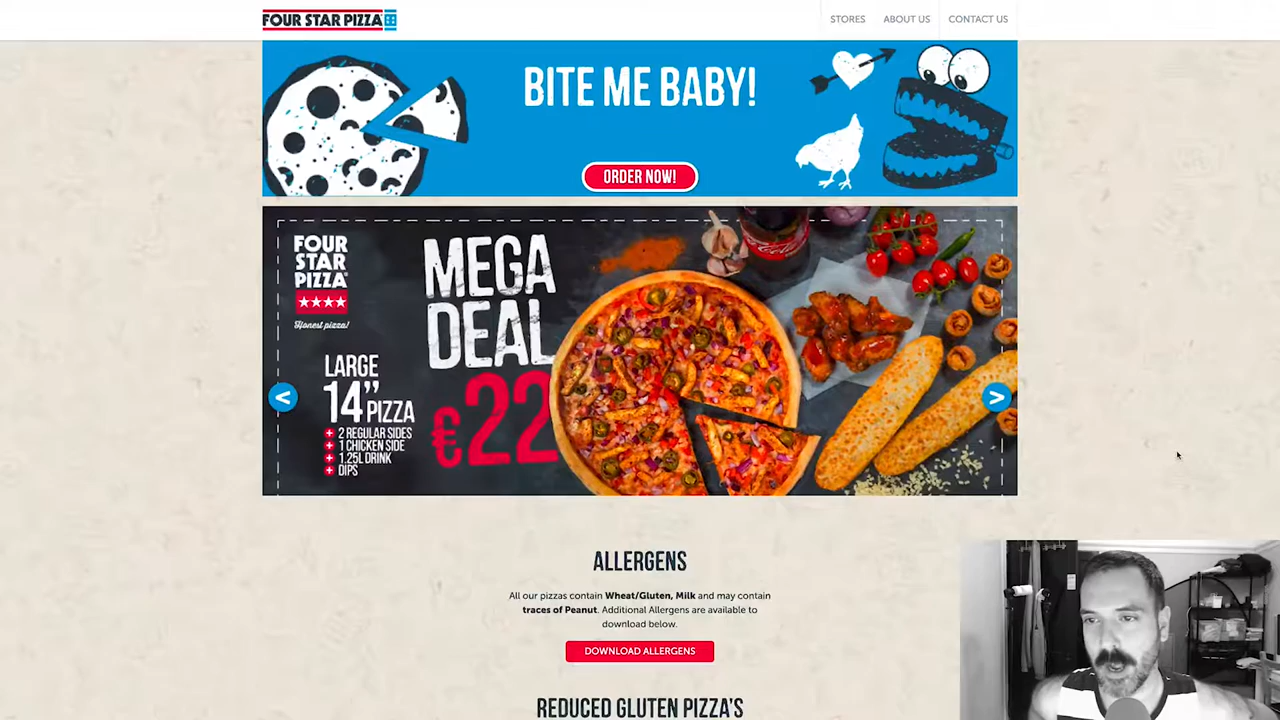 FOUR STAR PIZZA
STORES
ABOUT US
CONTACT US
BITE ME BABY!
ORDER NOW!
FOUR
STAR
PIZZA
Honest pizza!
MEGA
DEAL
€22
LARGE
14” PIZZA
+ 2 REGULAR SIDES
+ 1 CHICKEN SIDE
+ 1.25L DRINK
+ DIPS
Coca-Cola
<
>
ALLERGENS
All our pizzas contain Wheat/Gluten, Milk and may contain
traces of Peanut. Additional Allergens are available to
download below.
DOWNLOAD ALLERGENS
REDUCED GLUTEN PIZZA'S